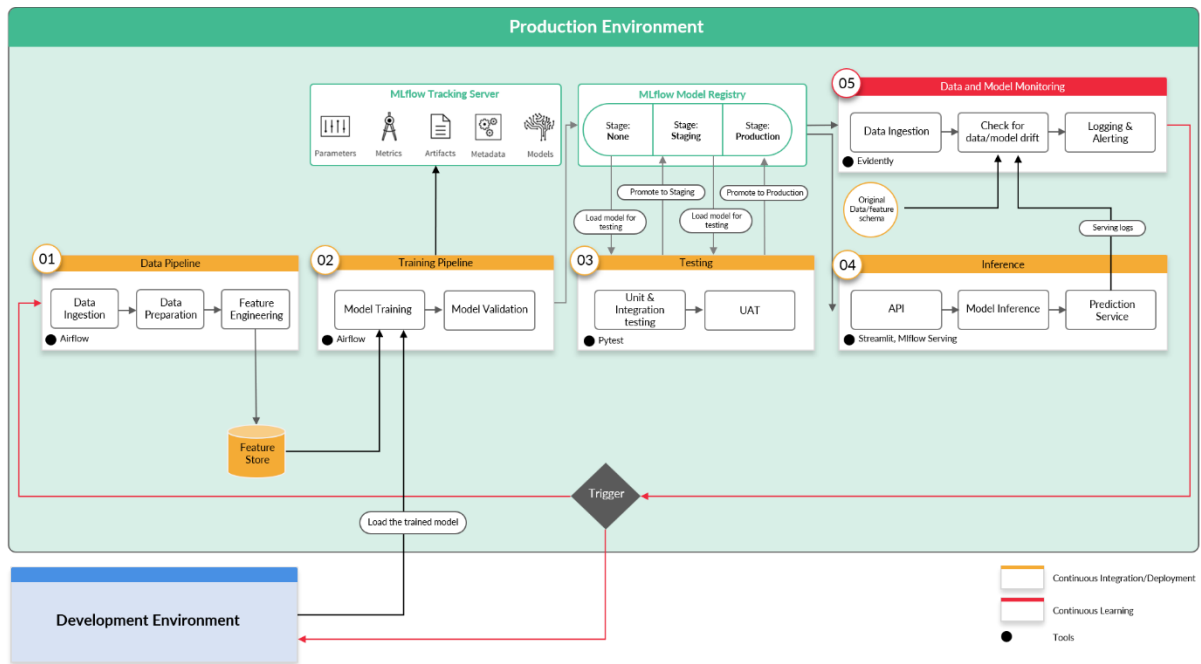 Production Environment
MLflow Tracking Server
Parameters
Metrics
Artifacts
Metadata
Models
MLflow Model Registry
Stage:
None
Stage:
Staging
Stage:
Production
05
Data and Model Monitoring
Data Ingestion
Check for
data/model drift
Logging &
Alerting
Evidently
Promote to Staging
Promote to Production
Load model for
testing
Load model for
testing
Original
Data/feature
schema
Serving logs
01
Data Pipeline
Data
Ingestion
Data
Preparation
Feature
Engineering
Airflow
02
Training Pipeline
Model Training
Model Validation
Airflow
03
Testing
Unit &
Integration
testing
UAT
Pytest
04
Inference
API
Model Inference
Prediction
Service
Streamlit, Mlflow Serving
Feature
Store
Trigger
Load the trained model
Development Environment
Continuous Integration/Deployment
Continuous Learning
Tools